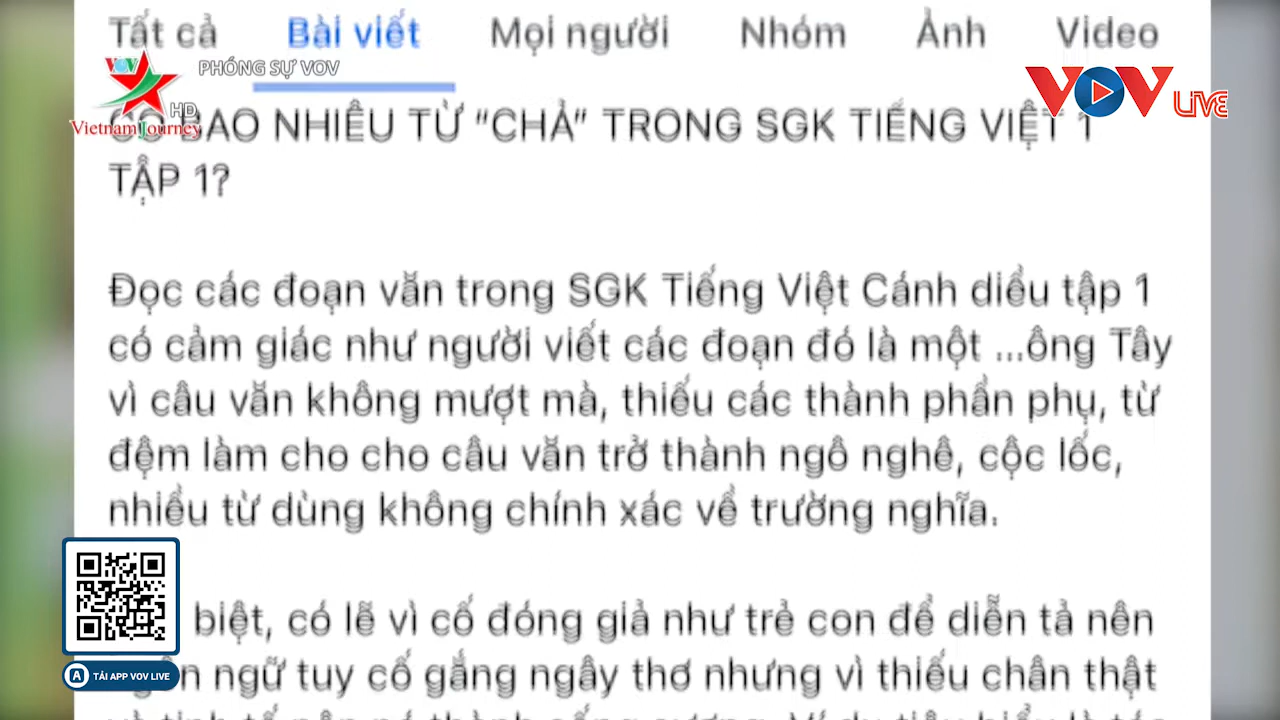 Tất cả Bài viết Mọi người Nhóm Ảnh Video
PHÓNG SỰ VOV
VOV
HD
Vietnam Journey
VOV LIVE
BAO NHIÊU TỪ “CHẢ” TRONG SGK TIẾNG VIỆT 1
TẬP 1?
Đọc các đoạn văn trong SGK Tiếng Việt Cánh diều tập 1
có cảm giác như người viết các đoạn đó là một ...ông Tây
vì câu văn không mượt mà, thiếu các thành phần phụ, từ
đệm làm cho cho câu văn trở thành ngô nghê, cộc lốc,
nhiều từ dùng không chính xác về trường nghĩa.
biệt, có lẽ vì cố đóng giả như trẻ con để diễn tả nên
ngữ tuy cố gắng ngây thơ nhưng vì thiếu chân thật
A TẢI APP VOV LIVE